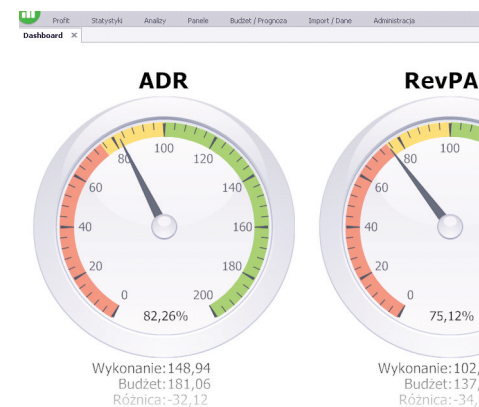 Profit Statystyki Analizy Panele Budżet / Prognoza Import / Dane Administracja
Dashboard ×
ADR
100
80 120
60 140
40 160
20 180
0 200
82,26%
Wykonanie:148,94
Budżet:181,06
Różnica:-32,12
RevPA
100
80
60
40
20
0
75,12%
Wykonanie:102,
Budżet:137,
Różnica:-34,